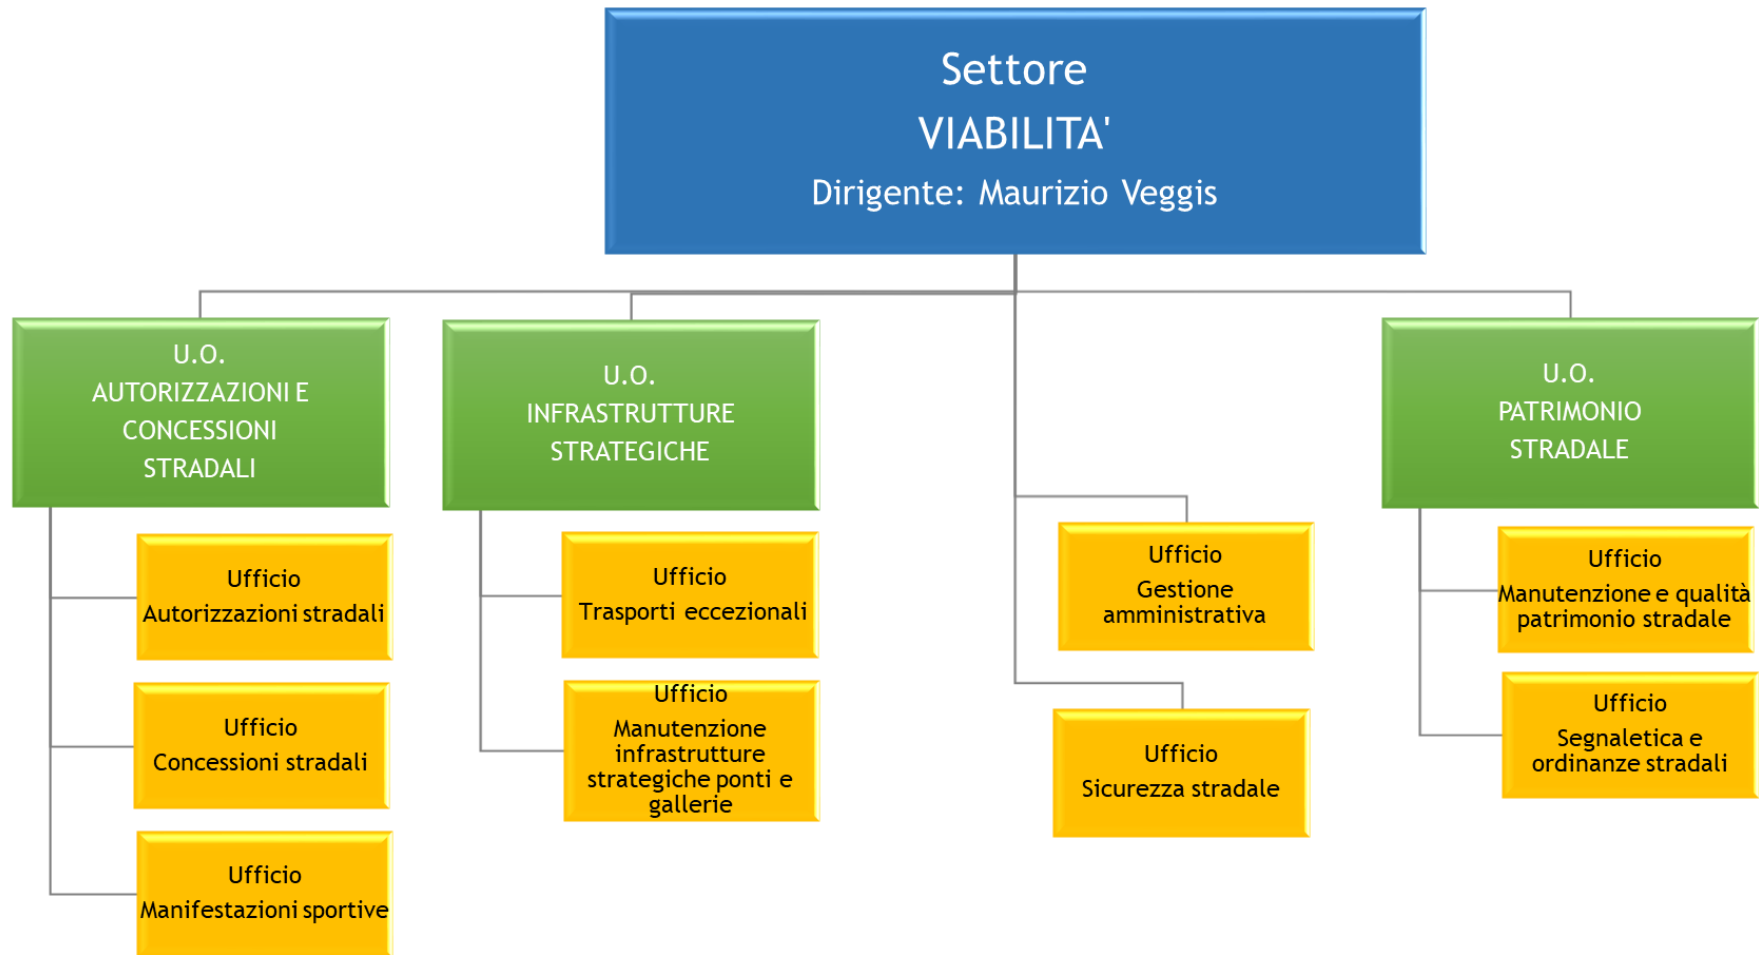 Settore
VIABILITA'
Dirigente: Maurizio Veggis
U.O.
AUTORIZZAZIONI E
CONCESSIONI
STRADALI
U.O.
INFRASTRUTTURE
STRATEGICHE
U.O.
PATRIMONIO
STRADALE
Ufficio
Autorizzazioni stradali
Ufficio
Concessioni stradali
Ufficio
Manifestazioni sportive
Ufficio
Trasporti eccezionali
Ufficio
Manutenzione
infrastrutture
strategiche ponti e
gallerie
Ufficio
Gestione
amministrativa
Ufficio
Sicurezza stradale
Ufficio
Manutenzione e qualità
patrimonio stradale
Ufficio
Segnaletica e
ordinanze stradali